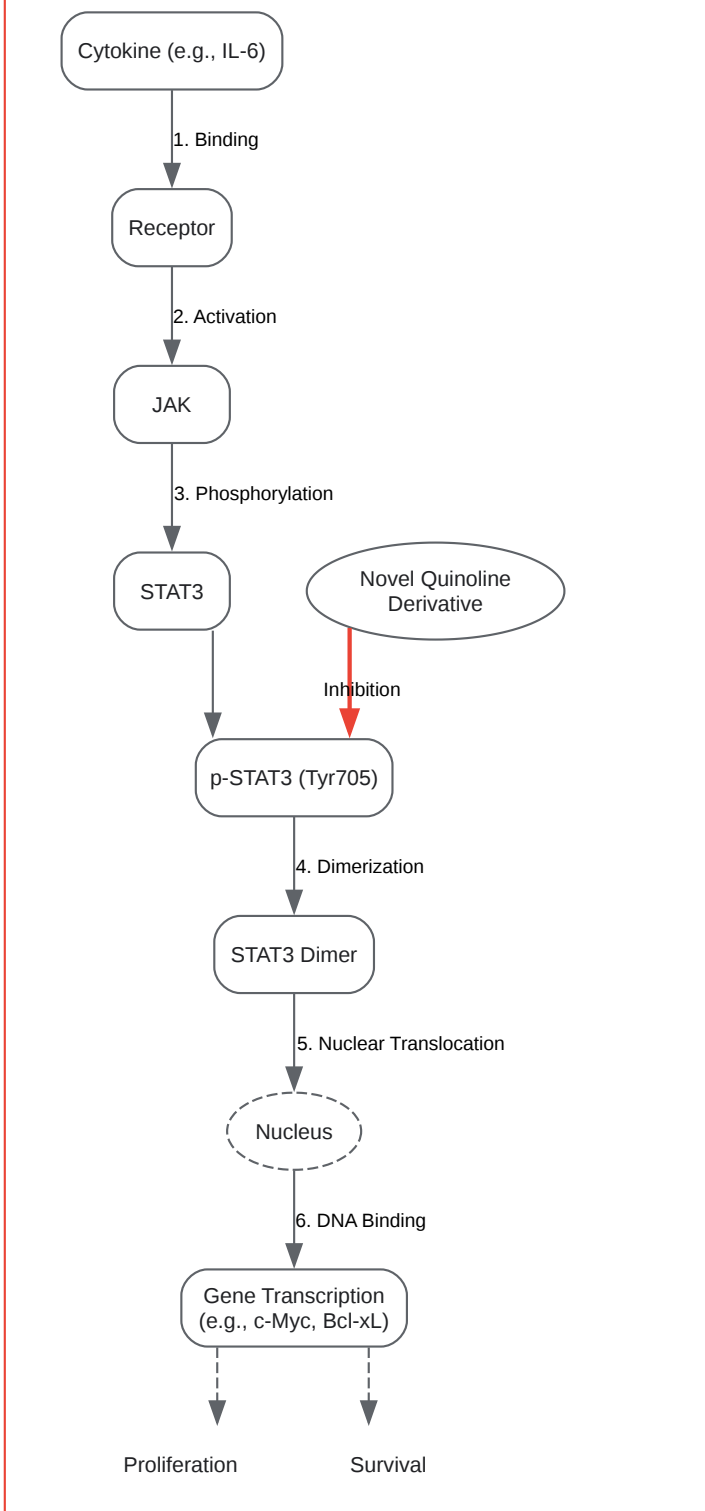 Cytokine (e.g., IL-6)
1. Binding
Receptor
2. Activation
JAK
3. Phosphorylation
STAT3
Novel Quinoline
Derivative
Inhibition
p-STAT3 (Tyr705)
4. Dimerization
STAT3 Dimer
5. Nuclear Translocation
Nucleus
6. DNA Binding
Gene Transcription
(e.g., c-Myc, Bcl-xL)
Proliferation
Survival